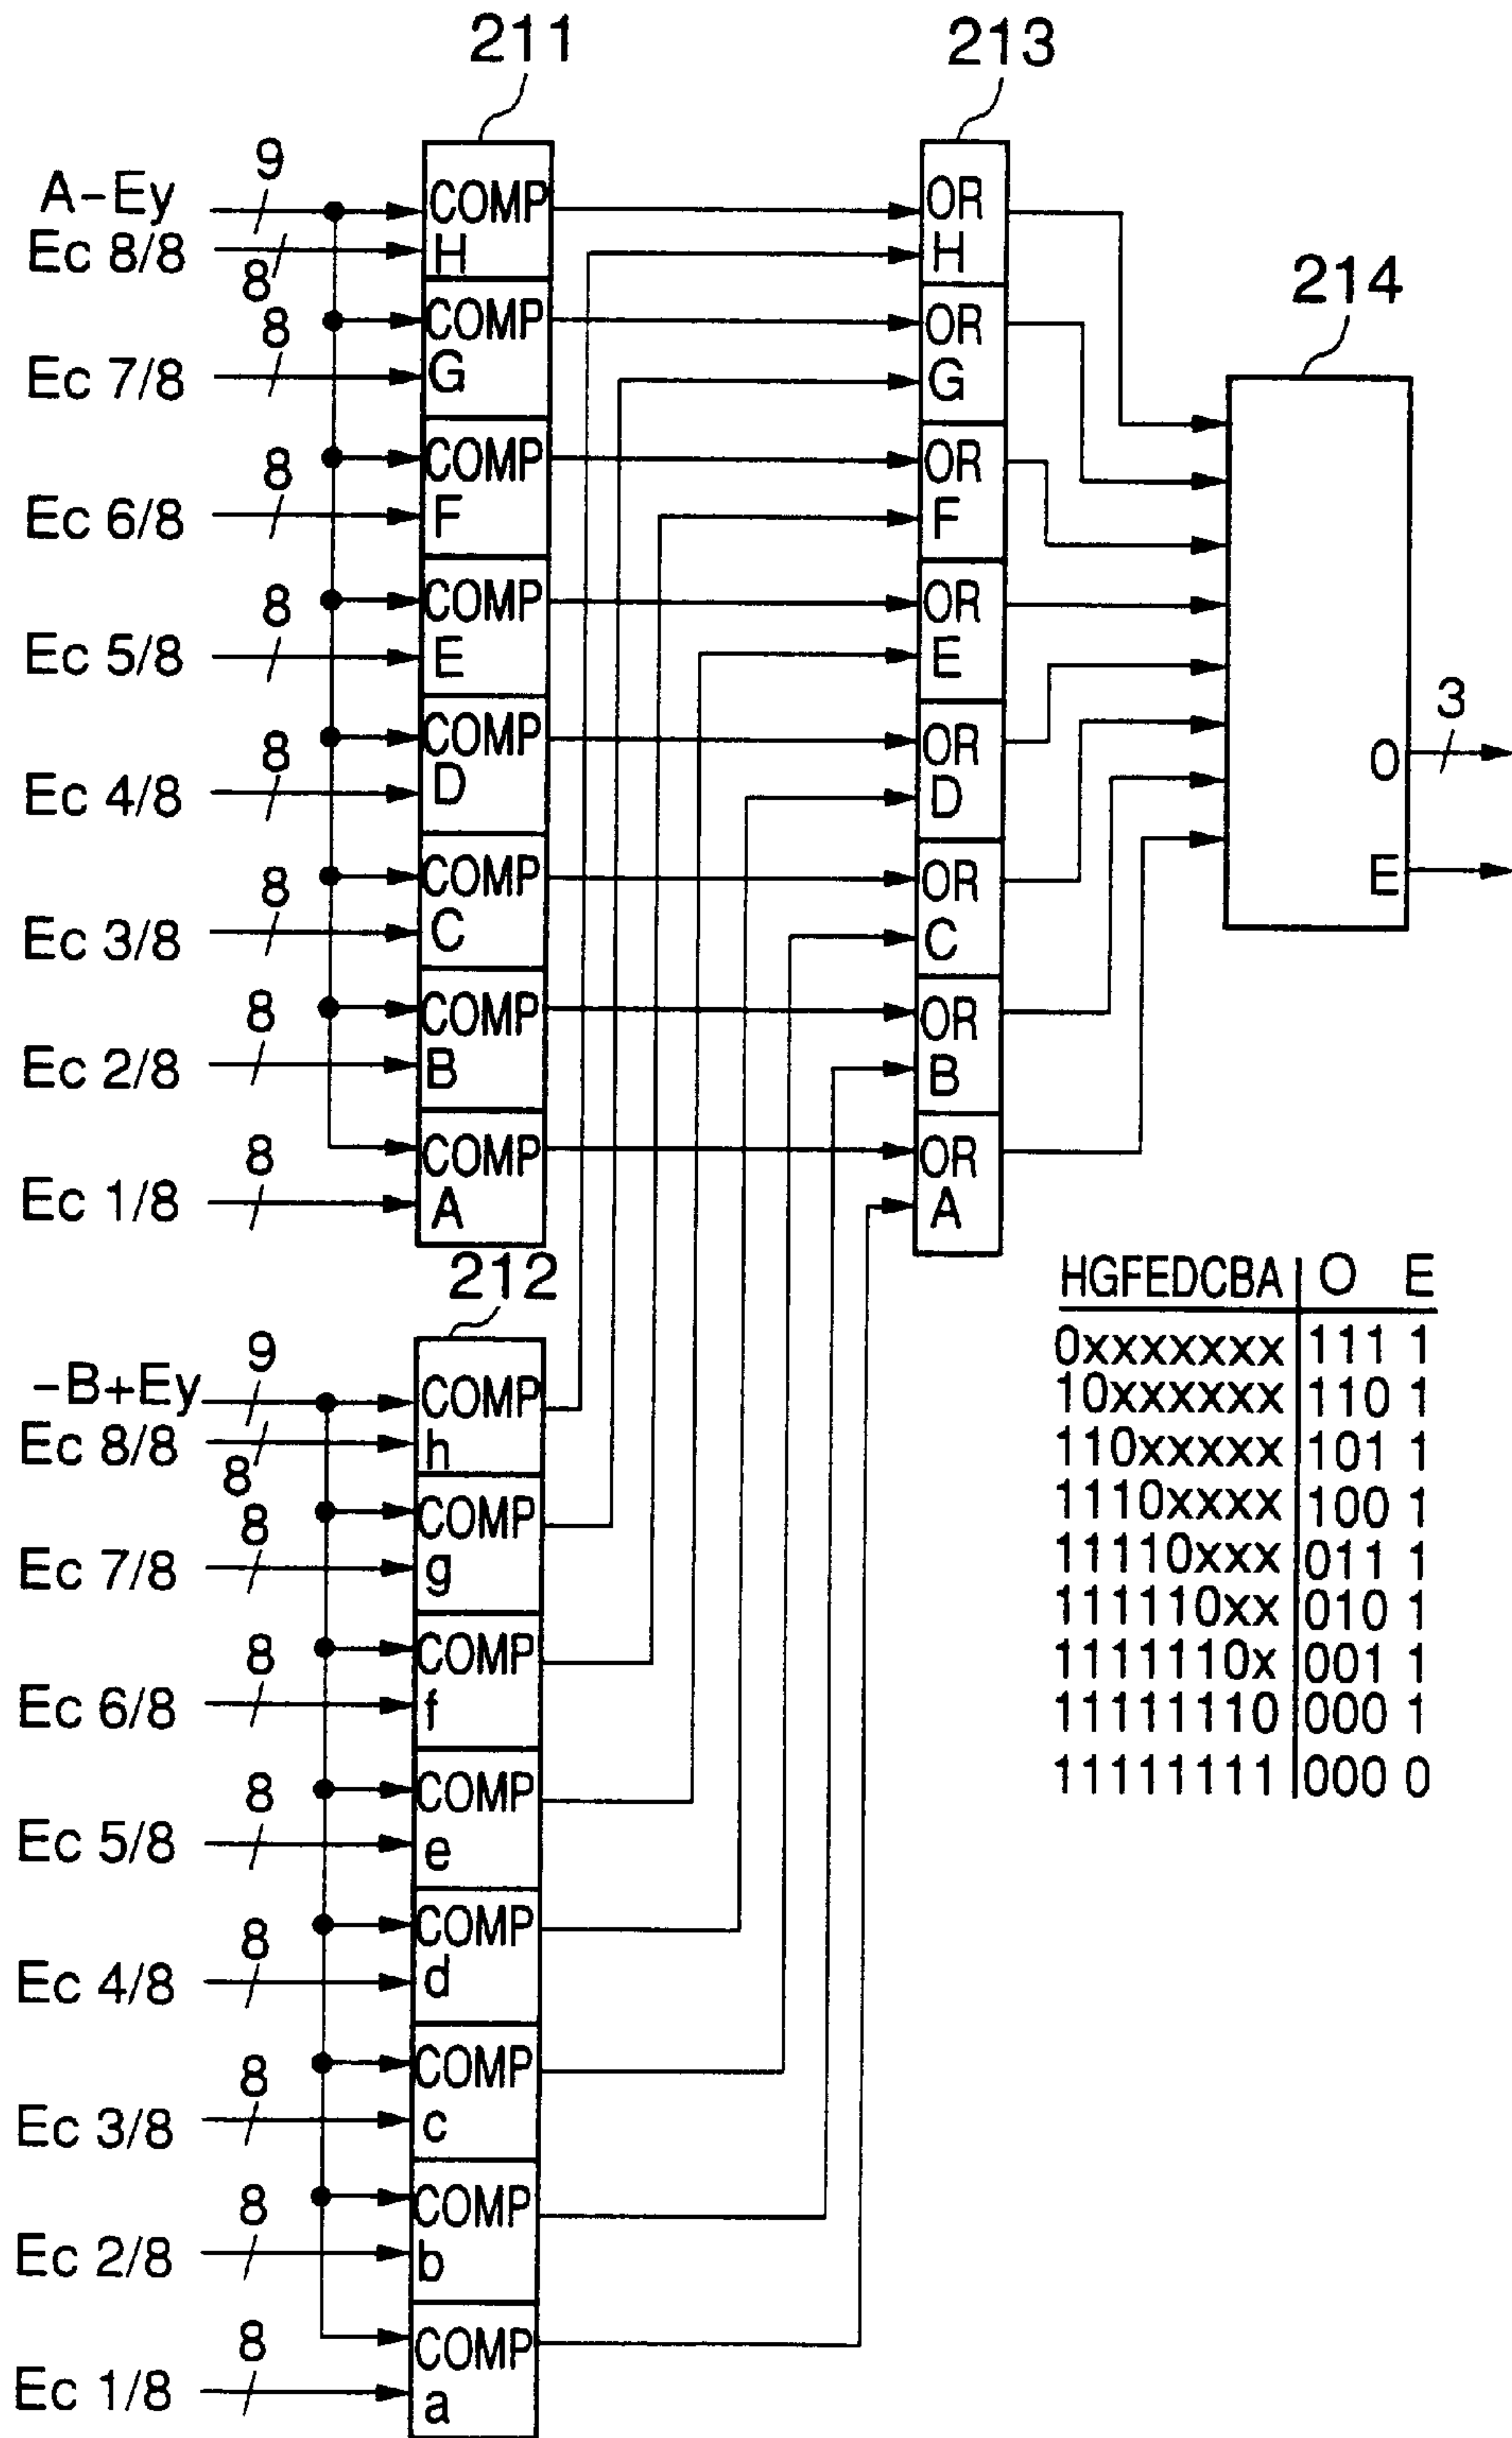 211
213
A-Ey
9
COMP
H
OR
H
Ec 8/8
8
214
8
COMP
G
OR
G
Ec 7/8
8
COMP
F
OR
F
Ec 6/8
8
COMP
E
OR
E
Ec 5/8
8
COMP
D
OR
D
Ec 4/8
O
3
E
8
COMP
C
OR
C
Ec 3/8
8
COMP
B
OR
B
Ec 2/8
8
COMP
A
OR
A
Ec 1/8
212
-B+Ey
9
COMP
h
Ec 8/8
8
8
COMP
g
Ec 7/8
8
COMP
f
Ec 6/8
8
COMP
e
Ec 5/8
8
COMP
d
Ec 4/8
8
COMP
c
Ec 3/8
8
COMP
b
Ec 2/8
8
COMP
a
Ec 1/8
HGFEDCBA O E
0xxxxxxx 111 1
10xxxxxx 110 1
110xxxxx 101 1
1110xxxx 100 1
11110xxx 011 1
111110xx 010 1
1111110x 001 1
11111110 000 1
11111111 000 0